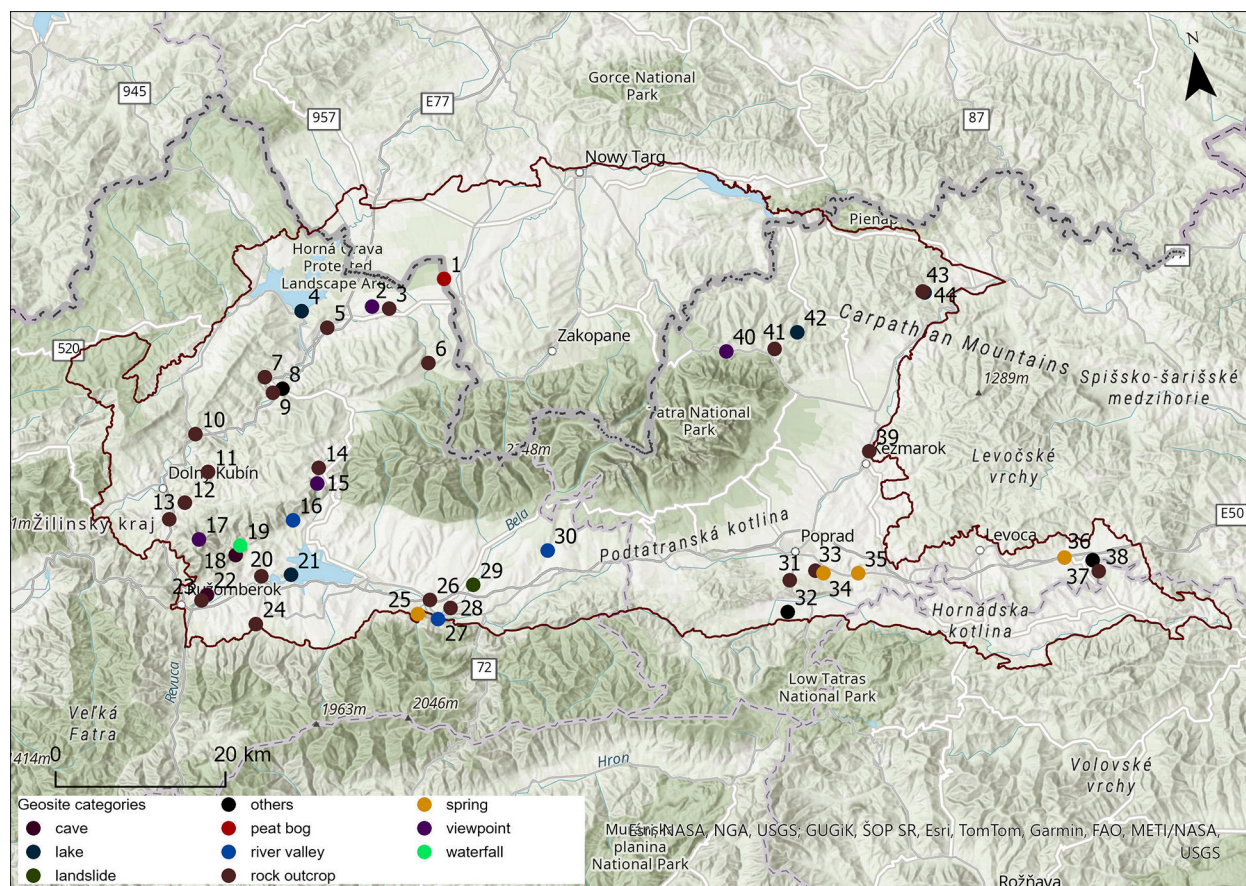 N
Gorce National
Park
945
E77
957
87
Nowy Targ
Horná Orava
Protected
Landscape Area
1
2
3
4
5
6
Zakopane
43
44
42
41
40
Carpathian Mountains
1289m
Spišsko-šarišské
medzihorie
520
7
8
9
10
11
Dolný Kubín
12
13
14
15
16
17
18
19
20
21
22
23
24
Žilinský kraj
Ružomberok
Tatra National
Park
39
Kežmarok
Levočské
vrchy
Bela
30
Podtatranská kotlina
Poprad
Levoča
E50
25
26
27
28
29
31
32
33
34
35
36
37
38
Hornádska
kotlina
72
Low Tatras
National Park
Revúca
Veľká
Fatra
1963m
2046m
1414m
0
20 km
Hron
Volovské
vrchy
Geosite categories
cave
lake
landslide
others
peat bog
river valley
rock outcrop
spring
viewpoint
waterfall
planina
National Park
Esri, NASA, NGA, USGS; GUGiK, ŠOP SR, Esri, TomTom, Garmin, FAO, METI/NASA,
USGS
Rožňava